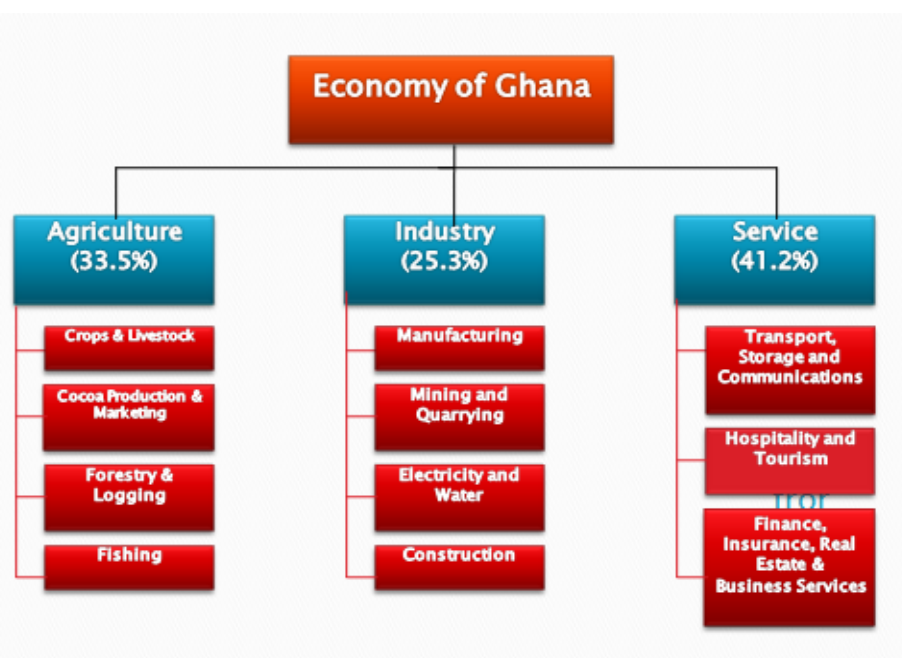 Economy of Ghana
Agriculture
(33.5%)
Crops & Livestock
Cocoa Production &
Marketing
Forestry &
Logging
Fishing
Industry
(25.3%)
Manufacturing
Mining and
Quarrying
Electricity and
Water
Construction
Service
(41.2%)
Transport,
Storage and
Communications
Hospitality and
Tourism
Finance,
Insurance, Real
Estate &
Business Services